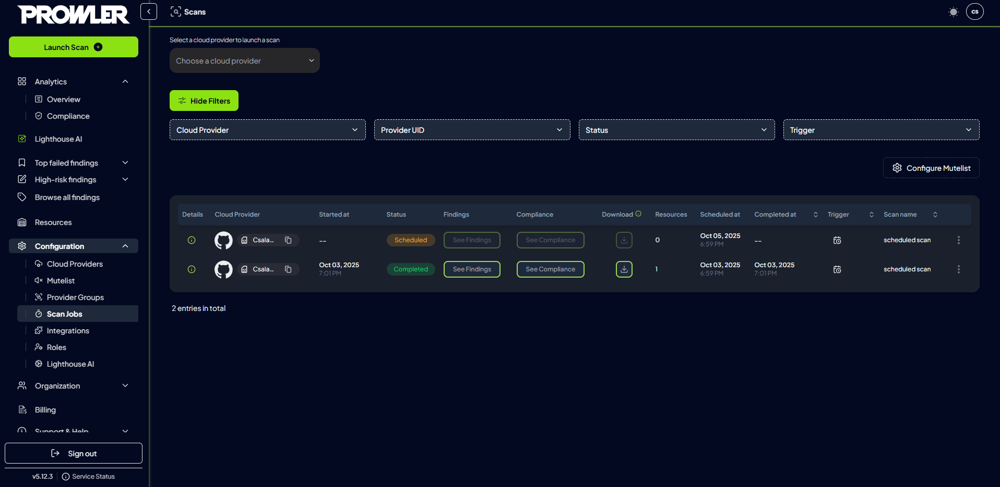 PROWLER
Scans
CS
Launch Scan
Select a cloud provider to launch a scan
Choose a cloud provider
Analytics
Overview
Compliance
Lighthouse AI
Top failed findings
High-risk findings
Browse all findings
Resources
Configuration
Cloud Providers
Mutelist
Provider Groups
Scan Jobs
Integrations
Roles
Lighthouse AI
Organization
Billing
Support & Help
Sign out
v5.12.3 Service Status
Hide Filters
Cloud Provider Provider UID Status Trigger
Configure Mutelist
Details Cloud Provider Started at Status Findings Compliance Download Resources Scheduled at Completed at Trigger Scan name
Csala... -- Scheduled See Findings See Compliance 0 Oct 05, 2025 -- scheduled scan
6:59 PM
Csala... Oct 03, 2025 Completed See Findings See Compliance 1 Oct 03, 2025 Oct 03, 2025 scheduled scan
7:01 PM 6:59 PM 7:01 PM
2 entries in total